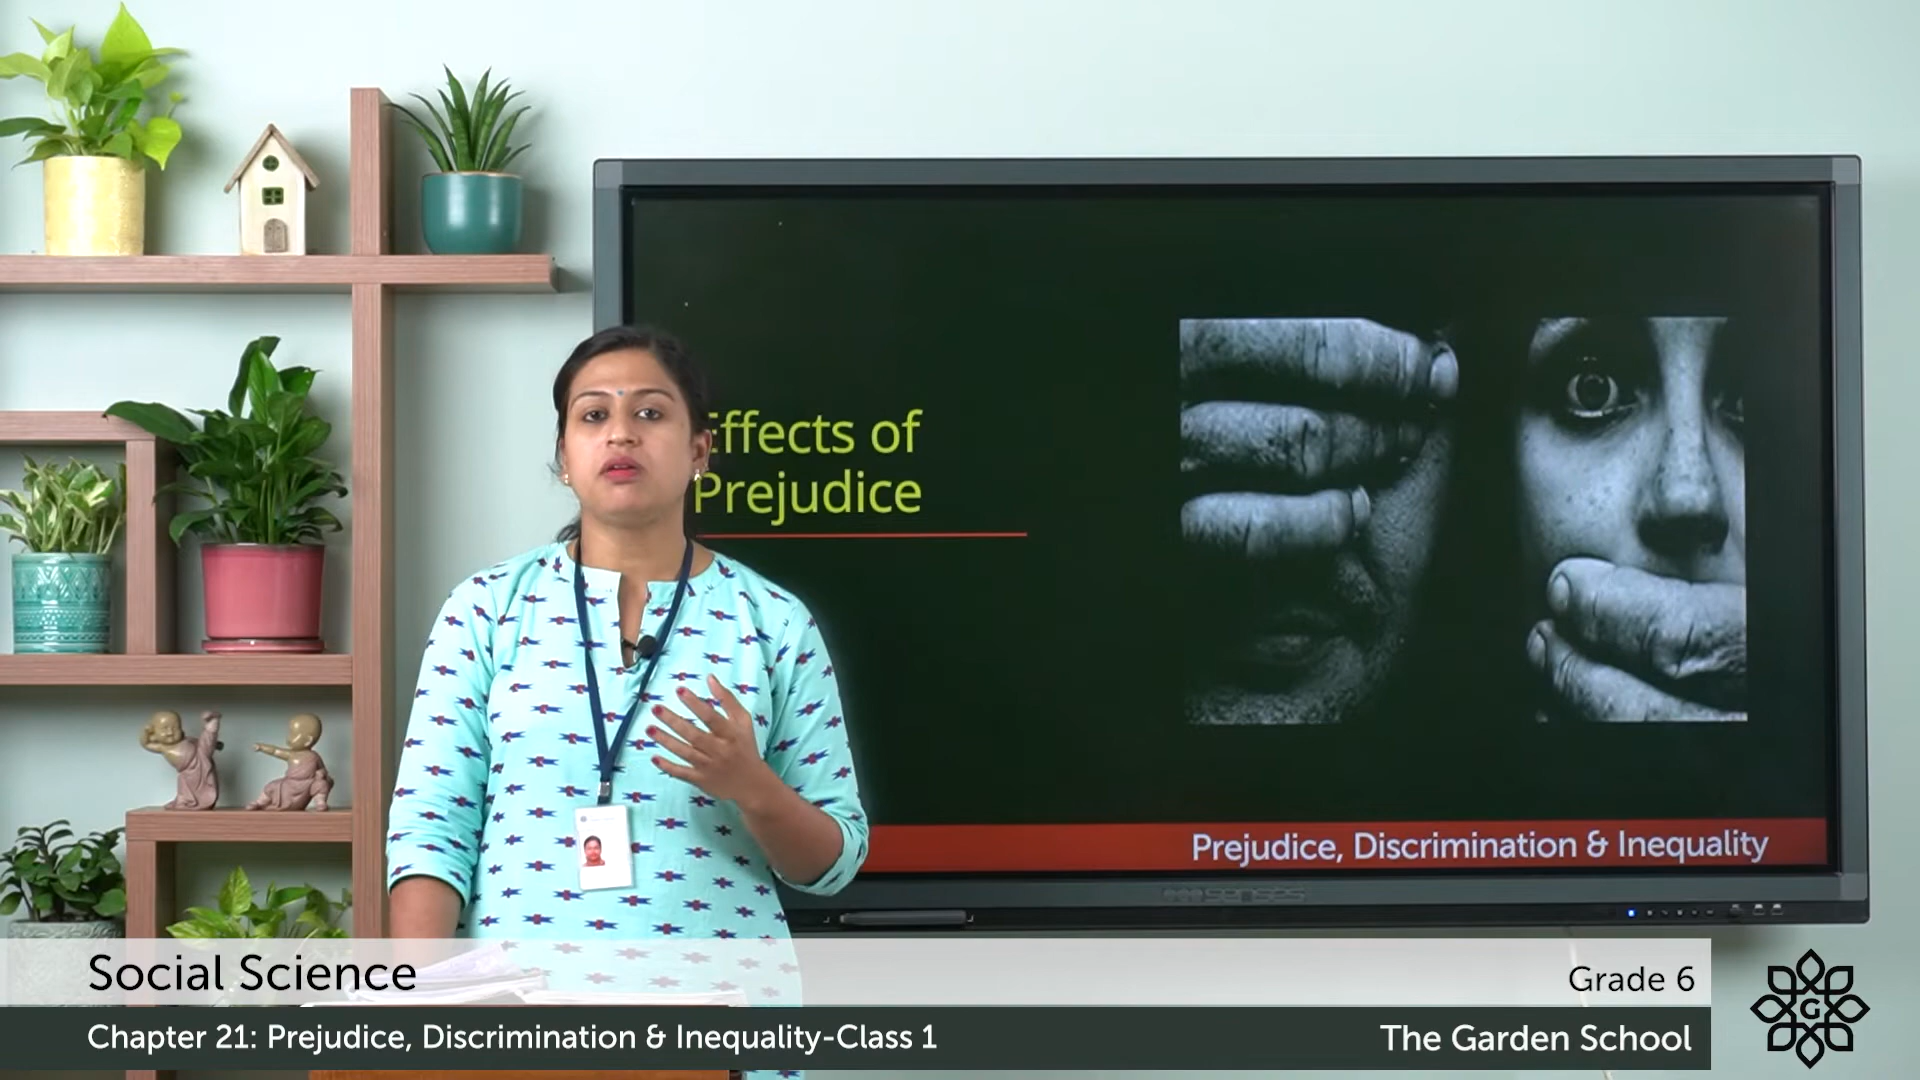 Effects of
Prejudice
Prejudice, Discrimination & Inequality
Social Science
Grade 6
Chapter 21: Prejudice, Discrimination & Inequality-Class 1
The Garden School
G